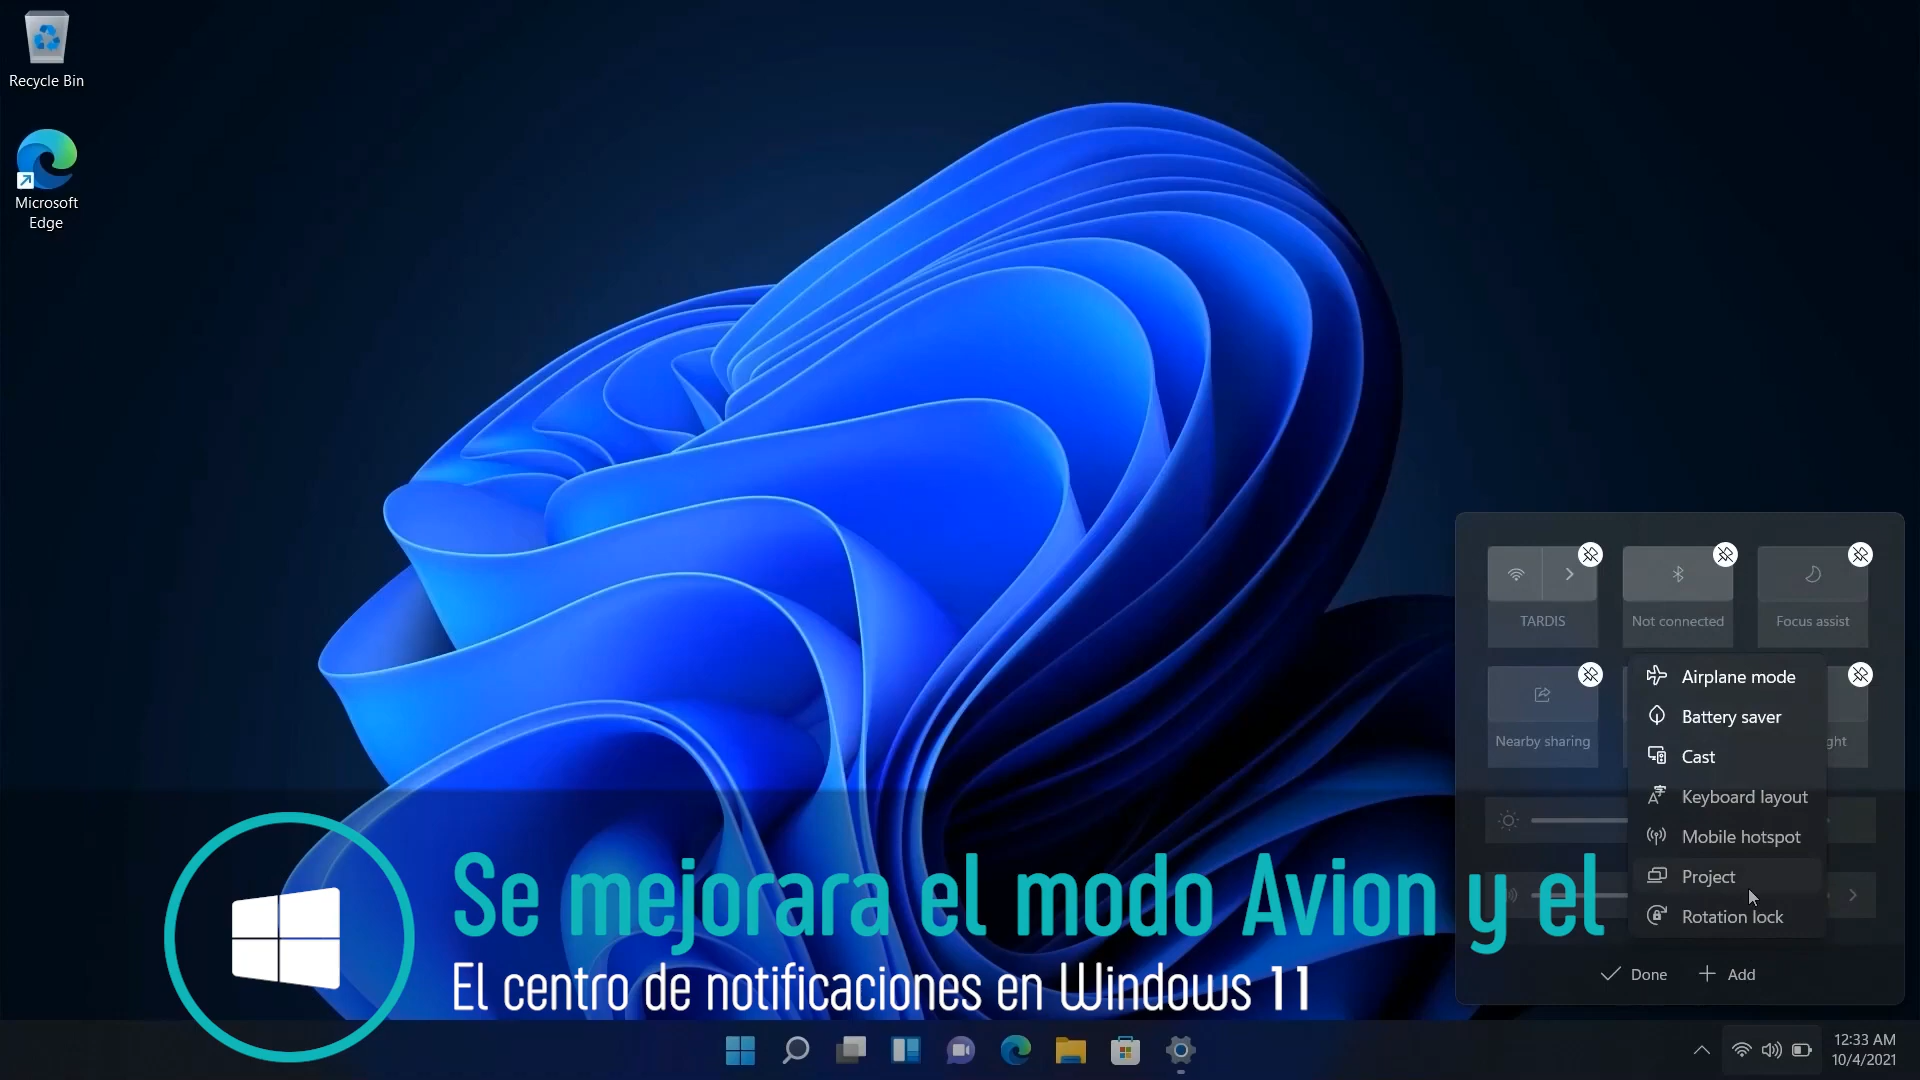 Recycle Bin
Microsoft
Edge
TARDIS
Not connected
Focus assist
Nearby sharing
ght
Airplane mode
Battery saver
Cast
Keyboard layout
Mobile hotspot
Project
Rotation lock
Done
Add
Se mejorara el modo Avion y el
El centro de notificaciones en Windows 11
12:33 AM
10/4/2021